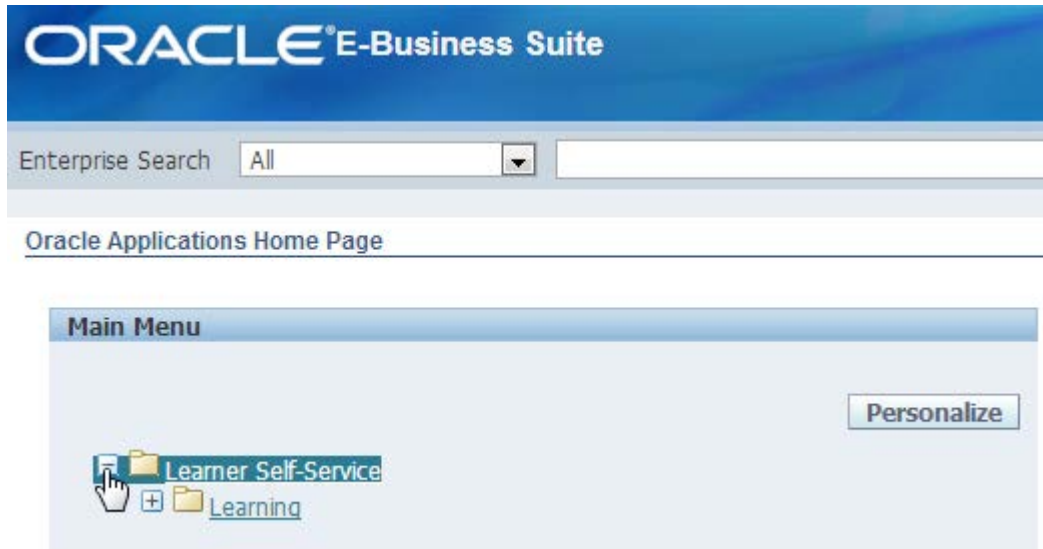 ORACLE® E-Business Suite
Enterprise Search All
Oracle Applications Home Page
Main Menu
Personalize
Learner Self-Service
Learning